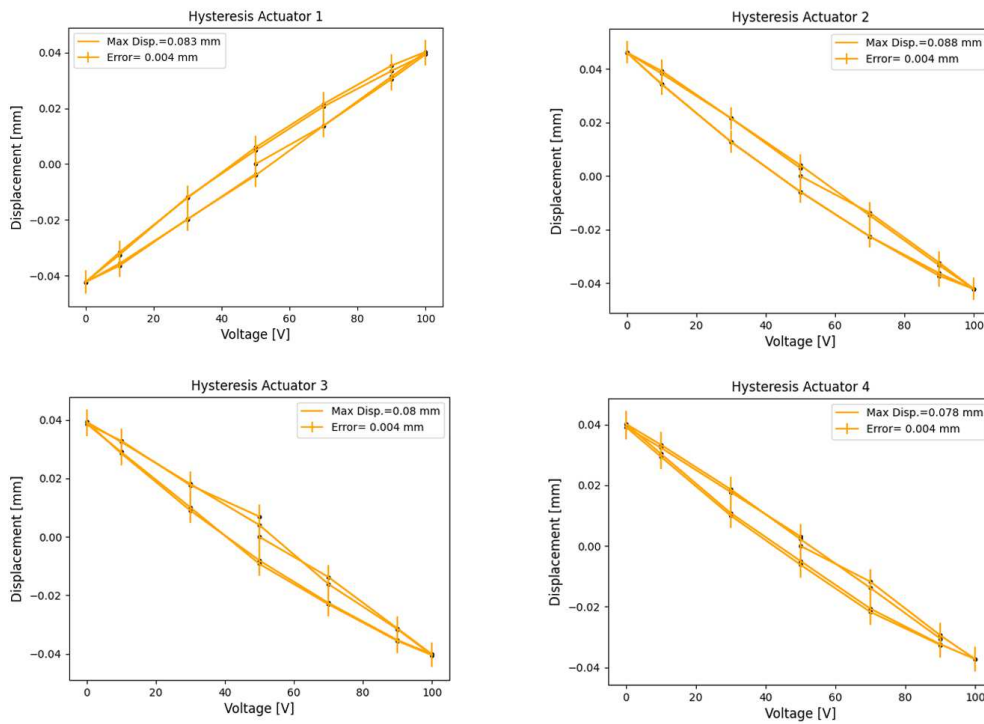 Hysteresis Actuator 1
Max Disp.=0.083 mm
Error= 0.004 mm
Displacement [mm]
0.04
0.02
0.00
−0.02
−0.04
0 20 40 60 80 100
Voltage [V]
Hysteresis Actuator 2
Max Disp.=0.088 mm
Error= 0.004 mm
Displacement [mm]
0.04
0.02
0.00
−0.02
−0.04
0 20 40 60 80 100
Voltage [V]
Hysteresis Actuator 3
Max Disp.=0.08 mm
Error= 0.004 mm
Displacement [mm]
0.04
0.02
0.00
−0.02
−0.04
0 20 40 60 80 100
Voltage [V]
Hysteresis Actuator 4
Max Disp.=0.078 mm
Error= 0.004 mm
Displacement [mm]
0.04
0.02
0.00
−0.02
−0.04
0 20 40 60 80 100
Voltage [V]